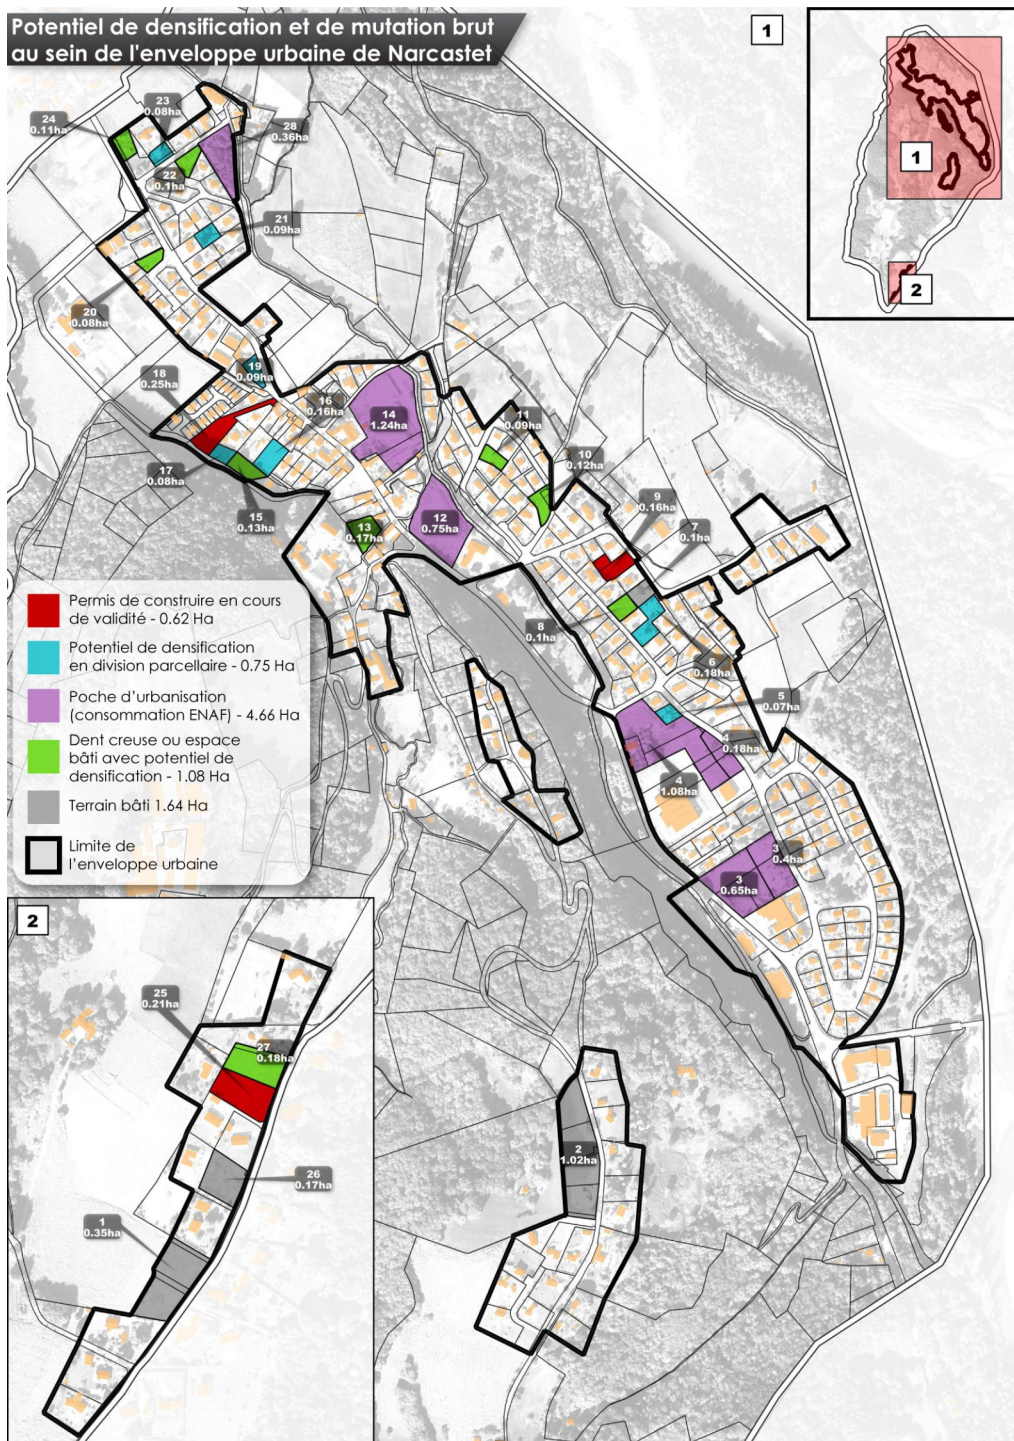 Potentiel de densification et de mutation brut
au sein de l'enveloppe urbaine de Narcastet
1
1
2
23
0.08ha
24
0.11ha
28
0.36ha
22
0.1ha
21
0.09ha
20
0.08ha
19
0.09ha
18
0.25ha
16
0.16ha
14
1.24ha
11
0.09ha
10
0.12ha
17
0.08ha
15
0.13ha
13
0.17ha
12
0.75ha
9
0.16ha
7
0.1ha
8
0.1ha
6
0.18ha
5
0.07ha
4
0.18ha
4
1.08ha
3
0.4ha
3
0.65ha
Permis de construire en cours
de validité - 0.62 Ha
Potentiel de densification
en division parcellaire - 0.75 Ha
Poche d'urbanisation
(consommation ENAF) - 4.66 Ha
Dent creuse ou espace
bâti avec potentiel de
densification - 1.08 Ha
Terrain bâti 1.64 Ha
Limite de
l'enveloppe urbaine
2
25
0.21ha
27
0.18ha
26
0.17ha
1
0.35ha
2
1.02ha